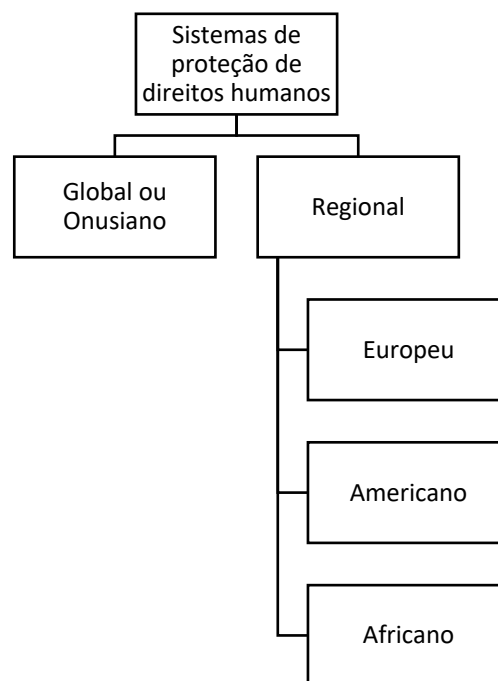 Sistemas de
proteção de
direitos humanos
Global ou
Onusiano
Regional
Europeu
Americano
Africano